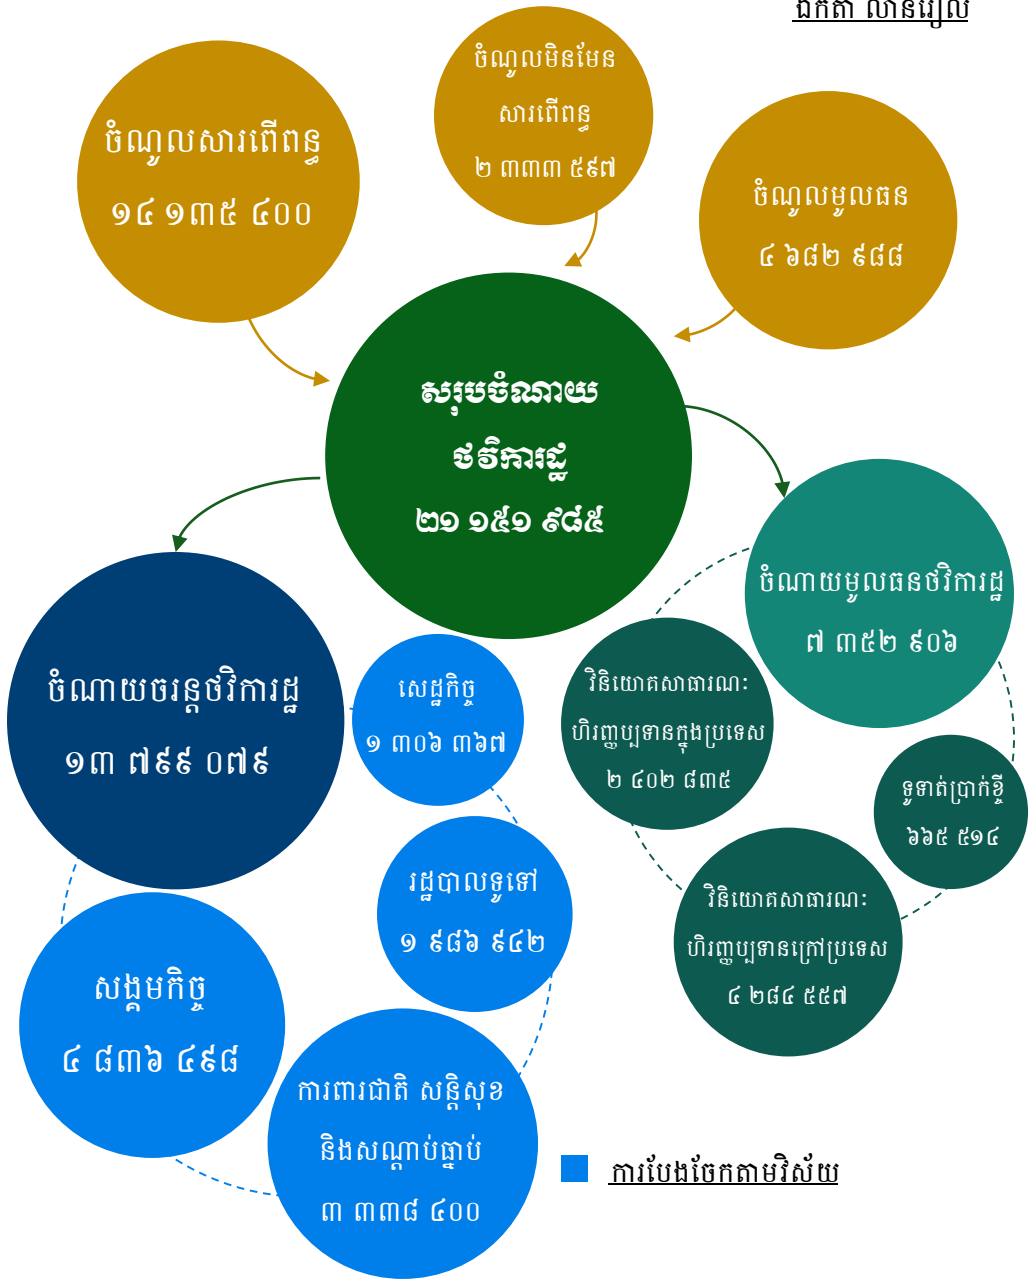 ឯកតា លានរៀល
ចំណូលសារពើពន្ធ
១៤ ១៣៥ ៤០០
ចំណូលមិនមែន
សារពើពន្ធ
២ ៣៣៣ ៥៩៧
ចំណូលមូលធន
៤ ៦៨២ ៩៨៨
សរុបចំណាយ
ថវិការដ្ឋ
២១ ១៥១ ៩៨៥
ចំណាយមូលធនថវិការដ្ឋ
៧ ៣៥២ ៩០៦
ចំណាយចរន្តថវិការដ្ឋ
១៣ ៧៩៩ ០៧៩
សេដ្ឋកិច្ច
១ ៣០៦ ៣៦៧
វិនិយោគសាធារណៈ
ហិរញ្ញប្បទានក្នុងប្រទេស
២ ៤០២ ៨៣៥
ទូទាត់ប្រាក់ខ្ចី
៦៦៥ ៥១៤
រដ្ឋបាលទូទៅ
១ ៩៨៦ ៩៤២
វិនិយោគសាធារណៈ
ហិរញ្ញប្បទានក្រៅប្រទេស
៤ ២៨៤ ៥៥៧
សង្គមកិច្ច
៤ ៨៣៦ ៤៩៨
ការពារជាតិ សន្តិសុខ
និងសណ្តាប់ធ្នាប់
៣ ៣៣៨ ៤០០
ការបែងចែកតាមវិស័យ